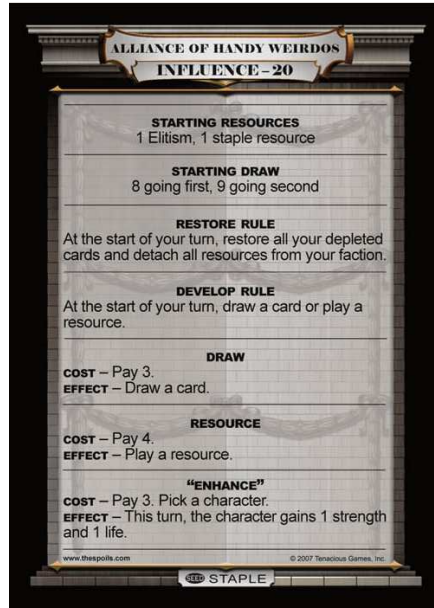 ALLIANCE OF HANDY WEIRDOS
INFLUENCE – 20
STARTING RESOURCES
1 Elitism, 1 staple resource
STARTING DRAW
8 going first, 9 going second
RESTORE RULE
At the start of your turn, restore all your depleted
cards and detach all resources from your faction.
DEVELOP RULE
At the start of your turn, draw a card or play a
resource.
DRAW
COST – Pay 3.
EFFECT – Draw a card.
RESOURCE
COST – Pay 4.
EFFECT – Play a resource.
“ENHANCE”
COST – Pay 3. Pick a character.
EFFECT – This turn, the character gains 1 strength
and 1 life.
www.thespoils.com © 2007 Tenacious Games, Inc.
SEED STAPLE